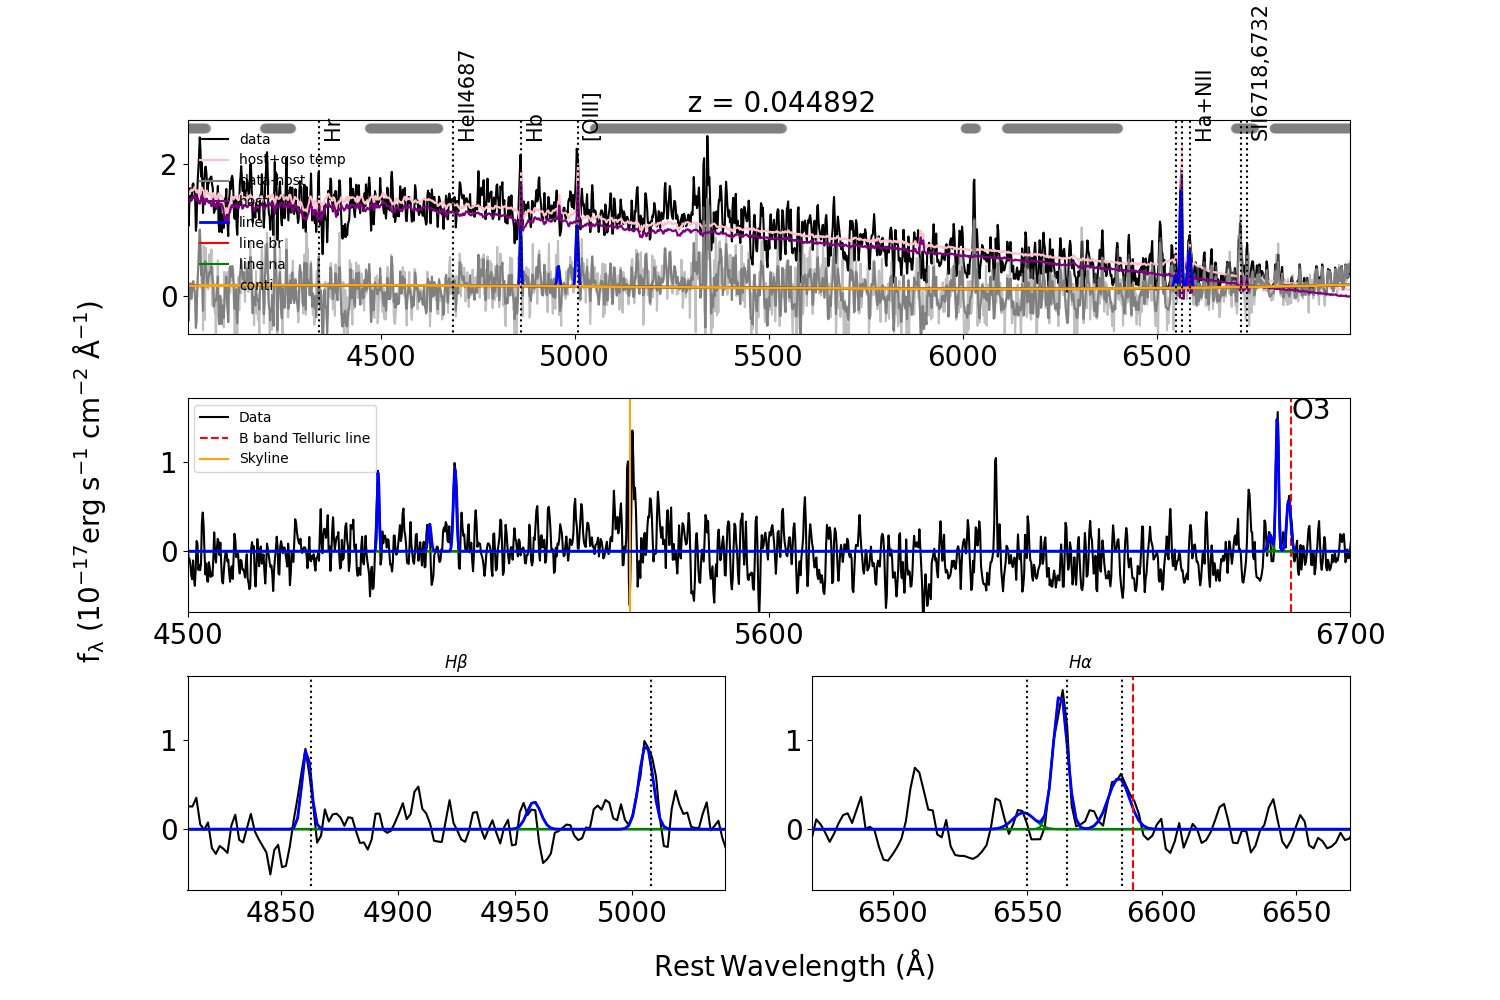 z = 0.044892
Hr
HeII4687
Hb
[OIII]
Ha+NII
SII6718,6732
data
host+qso temp
data-host
host
line
line br
line na
conti
2
0
4500
5000
5500
6000
6500
f_λ (10^−17 erg s^−1 cm^−2 Å^−1)
Data
B band Telluric line
Skyline
O3
1
0
4500
5600
6700
Hβ
1
0
4850
4900
4950
5000
Hα
1
0
6500
6550
6600
6650
Rest Wavelength (Å)